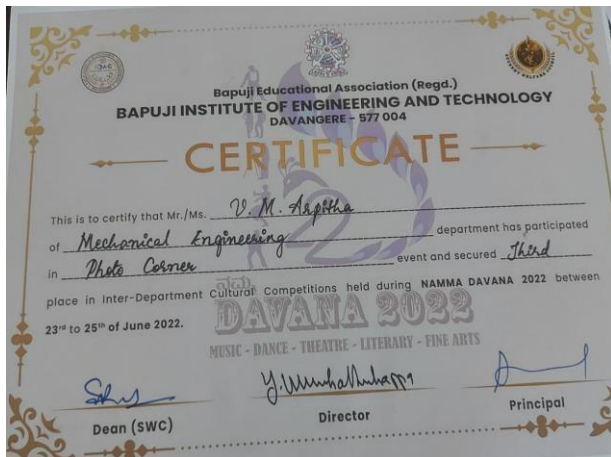 Bapuji Educational Association (Regd.)
BAPUJI INSTITUTE OF ENGINEERING AND TECHNOLOGY
DAVANGERE - 577 004
CERTIFICATE
This is to certify that Mr./Ms. V. M. Arpitha
of Mechanical Engineering department has participated
in Photo Corner event and secured Third
place in Inter-Department Cultural Competitions held during NAMMA DAVANA 2022 between
23rd to 25th of June 2022.
ನಮ್ಮ
DAVANA 2022
MUSIC - DANCE - THEATRE - LITERARY - FINE ARTS
Dean (SWC)
Director
Principal